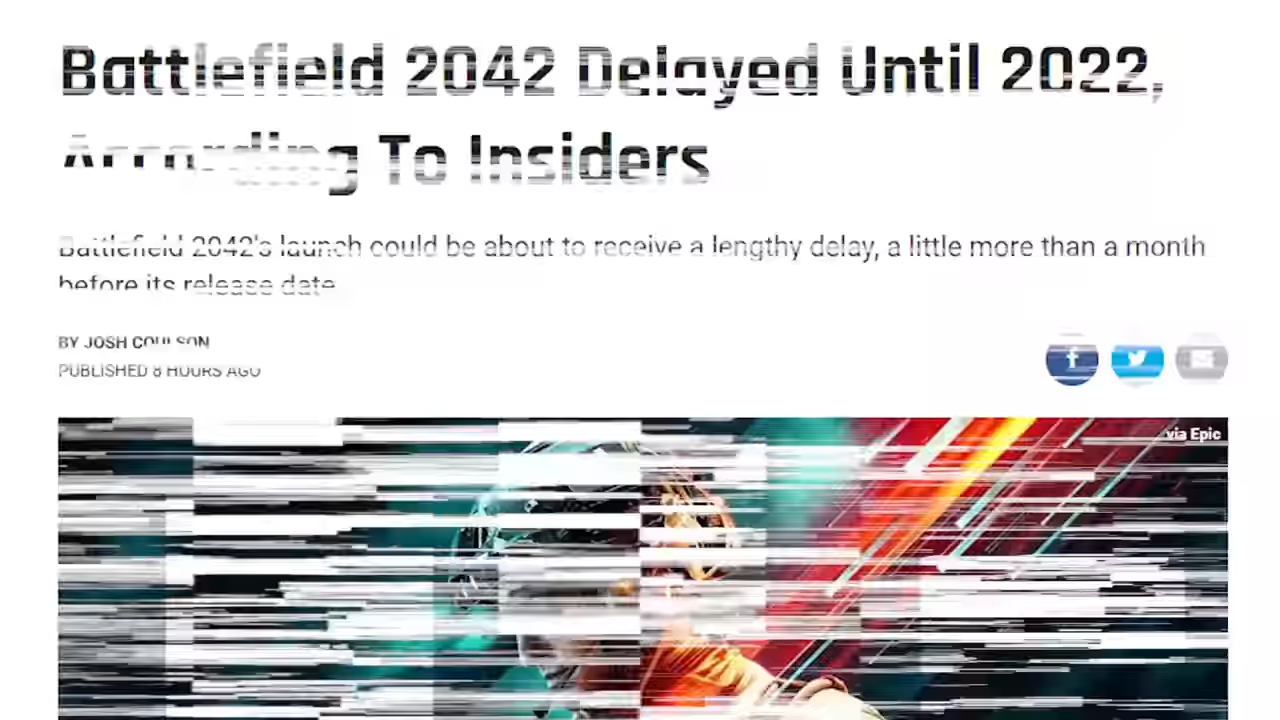 Battlefield 2042 Delayed Until 2022,
According To Insiders
Battlefield 2042's launch could be about to receive a lengthy delay, a little more than a month
before its release date
BY JOSH COULSON
PUBLISHED 8 HOURS AGO
via Epic